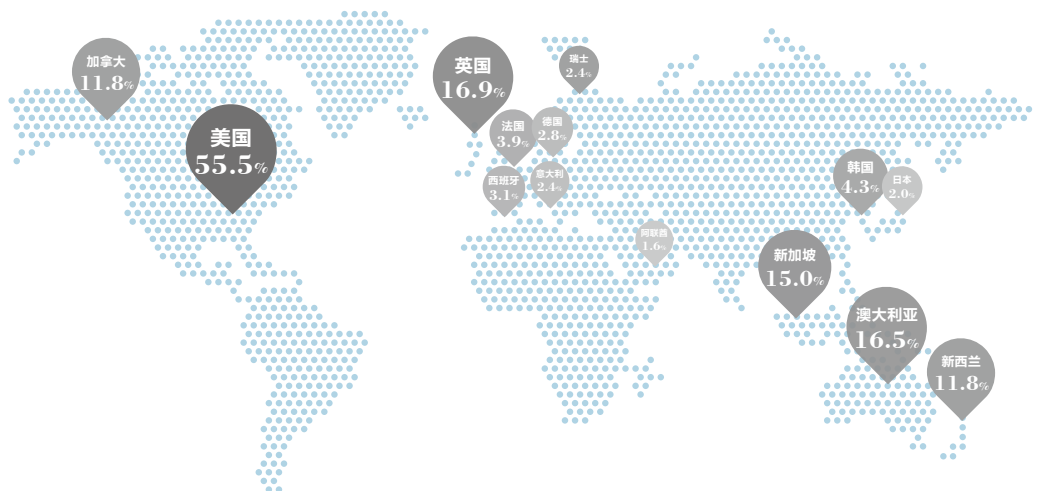 加拿大
11.8%
美国
55.5%
英国
16.9%
瑞士
2.4%
法国
3.9%
德国
2.8%
西班牙
3.1%
意大利
2.4%
阿联酋
1.6%
韩国
4.3%
日本
2.0%
新加坡
15.0%
澳大利亚
16.5%
新西兰
11.8%